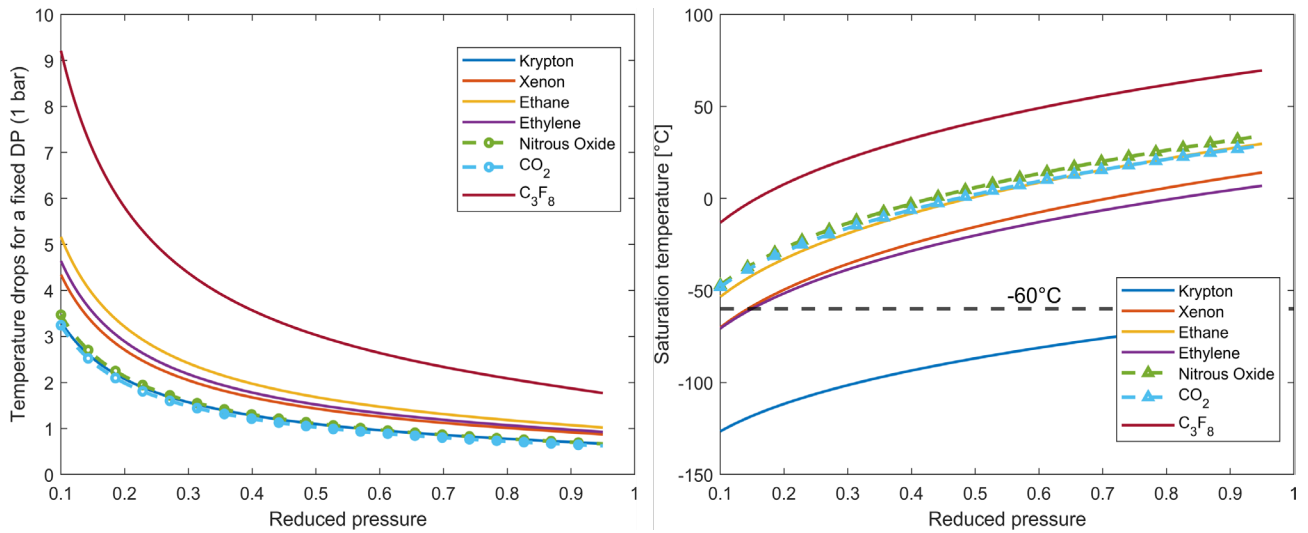 Temperature drops for a fixed DP (1 bar)
10
9
8
7
6
5
4
3
2
1
0
0.1 0.2 0.3 0.4 0.5 0.6 0.7 0.8 0.9 1
Reduced pressure
Krypton
Xenon
Ethane
Ethylene
Nitrous Oxide
CO2
C3F8
Saturation temperature [°C]
100
50
0
-50
-100
-150
0.1 0.2 0.3 0.4 0.5 0.6 0.7 0.8 0.9 1
Reduced pressure
-60°C
Krypton
Xenon
Ethane
Ethylene
Nitrous Oxide
CO2
C3F8